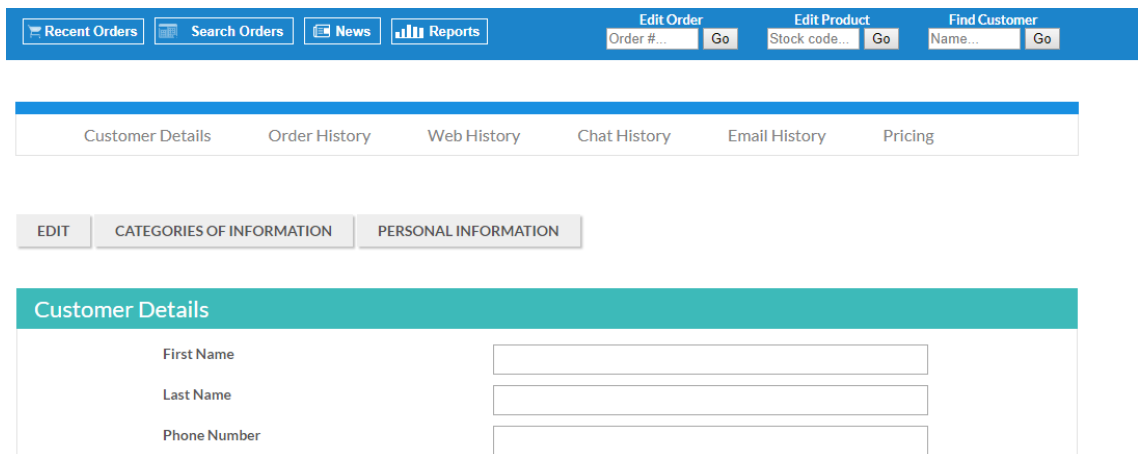 Edit Order Edit Product Find Customer
Recent Orders Search Orders News Reports Order #... Go Stock code... Go Name... Go
Customer Details Order History Web History Chat History Email History Pricing
EDIT CATEGORIES OF INFORMATION PERSONAL INFORMATION
Customer Details
First Name
Last Name
Phone Number